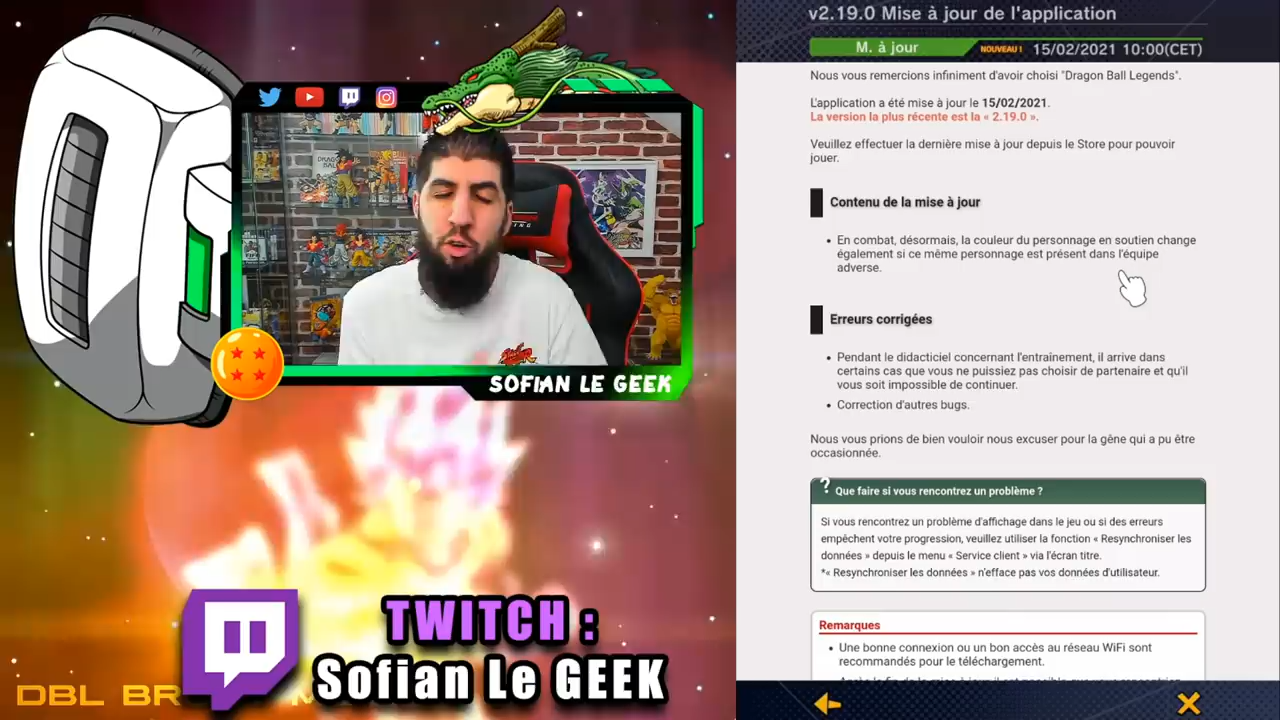 SOFIAN LE GEEK
TWITCH :
Sofian Le GEEK
DBL BR
v2.19.0 Mise à jour de l'application
M. à jour
NOUVEAU !
15/02/2021 10:00(CET)
Nous vous remercions infiniment d'avoir choisi "Dragon Ball Legends".
L'application a été mise à jour le 15/02/2021.
La version la plus récente est la « 2.19.0 ».
Veuillez effectuer la dernière mise à jour depuis le Store pour pouvoir
jouer.
Contenu de la mise à jour
• En combat, désormais, la couleur du personnage en soutien change
également si ce même personnage est présent dans l'équipe
adverse.
Erreurs corrigées
• Pendant le didacticiel concernant l'entraînement, il arrive dans
certains cas que vous ne puissiez pas choisir de partenaire et qu'il
vous soit impossible de continuer.
• Correction d'autres bugs.
Nous vous prions de bien vouloir nous excuser pour la gêne qui a pu être
occasionnée.
? Que faire si vous rencontrez un problème ?
Si vous rencontrez un problème d'affichage dans le jeu ou si des erreurs
empêchent votre progression, veuillez utiliser la fonction « Resynchroniser les
données » depuis le menu « Service client » via l'écran titre.
*« Resynchroniser les données » n'efface pas vos données d'utilisateur.
Remarques
• Une bonne connexion ou un bon accès au réseau WiFi sont
recommandés pour le téléchargement.